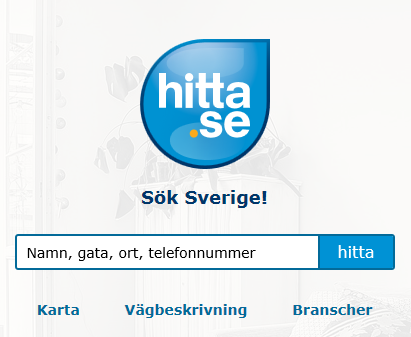 hitta
.se
Sök Sverige!
Namn, gata, ort, telefonnummer hitta
Karta Vägbeskrivning Branscher